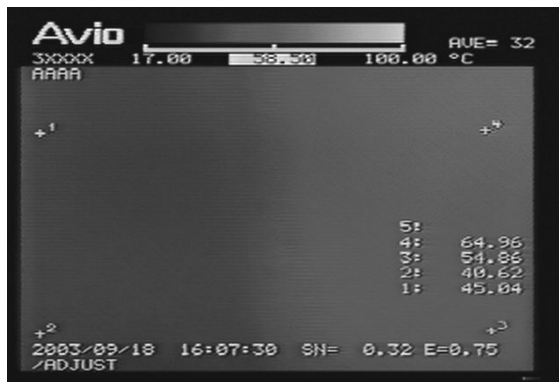 Avio
AVE= 32
3XXXX 17.00 58.50 100.00 °C
AAAA
+1
+4
5:
4: 64.96
3: 54.86
2: 40.62
1: 45.04
+2
+3
2003/09/18 16:07:30 SN= 0.32 E=0.75
/ADJUST